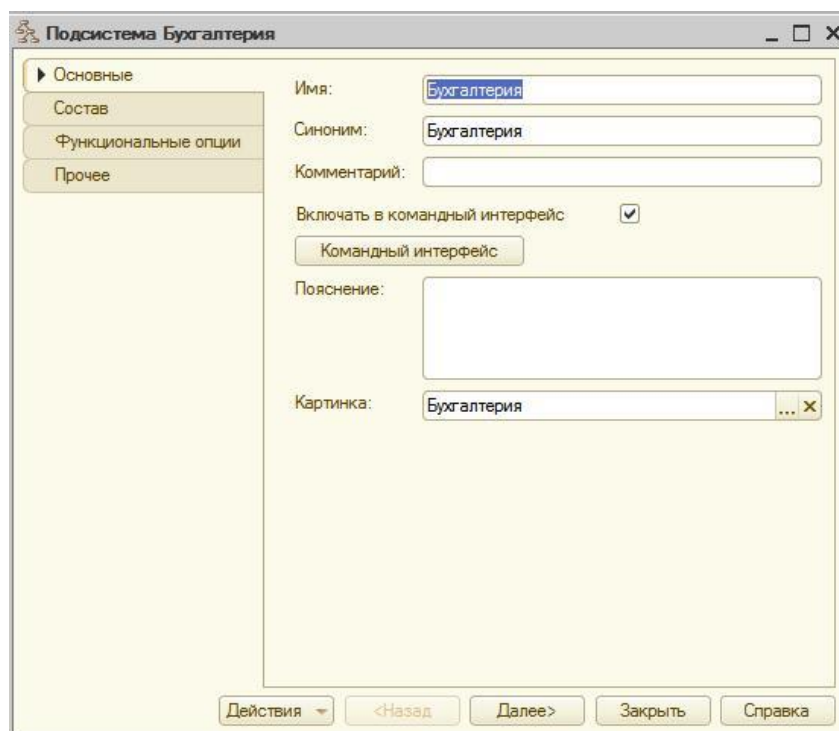 Подсистема Бухгалтерия
Основные
Состав
Функциональные опции
Прочее
Имя: Бухгалтерия
Синоним: Бухгалтерия
Комментарий:
Включать в командный интерфейс
Командный интерфейс
Пояснение:
Картинка: Бухгалтерия ...
Действия <Назад Далее> Закрыть Справка